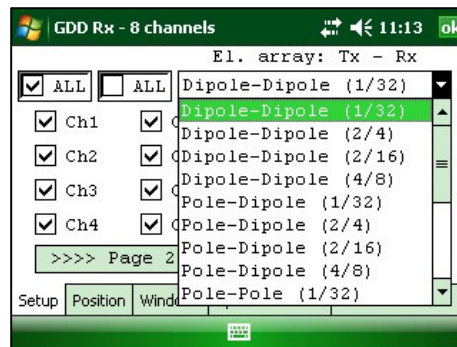 GDD Rx - 8 channels 11:13 ok
El. array: Tx - Rx
ALL ALL Dipole-Dipole (1/32)
Dipole-Dipole (1/32)
Ch1
Dipole-Dipole (2/4)
Ch2 Dipole-Dipole (2/16)
Dipole-Dipole (4/8)
Ch3
Pole-Dipole (1/32)
Ch4 Pole-Dipole (2/4)
Pole-Dipole (2/16)
>>>> Page 2
Pole-Dipole (4/8)
Setup Position Windo Pole-Pole (1/32)